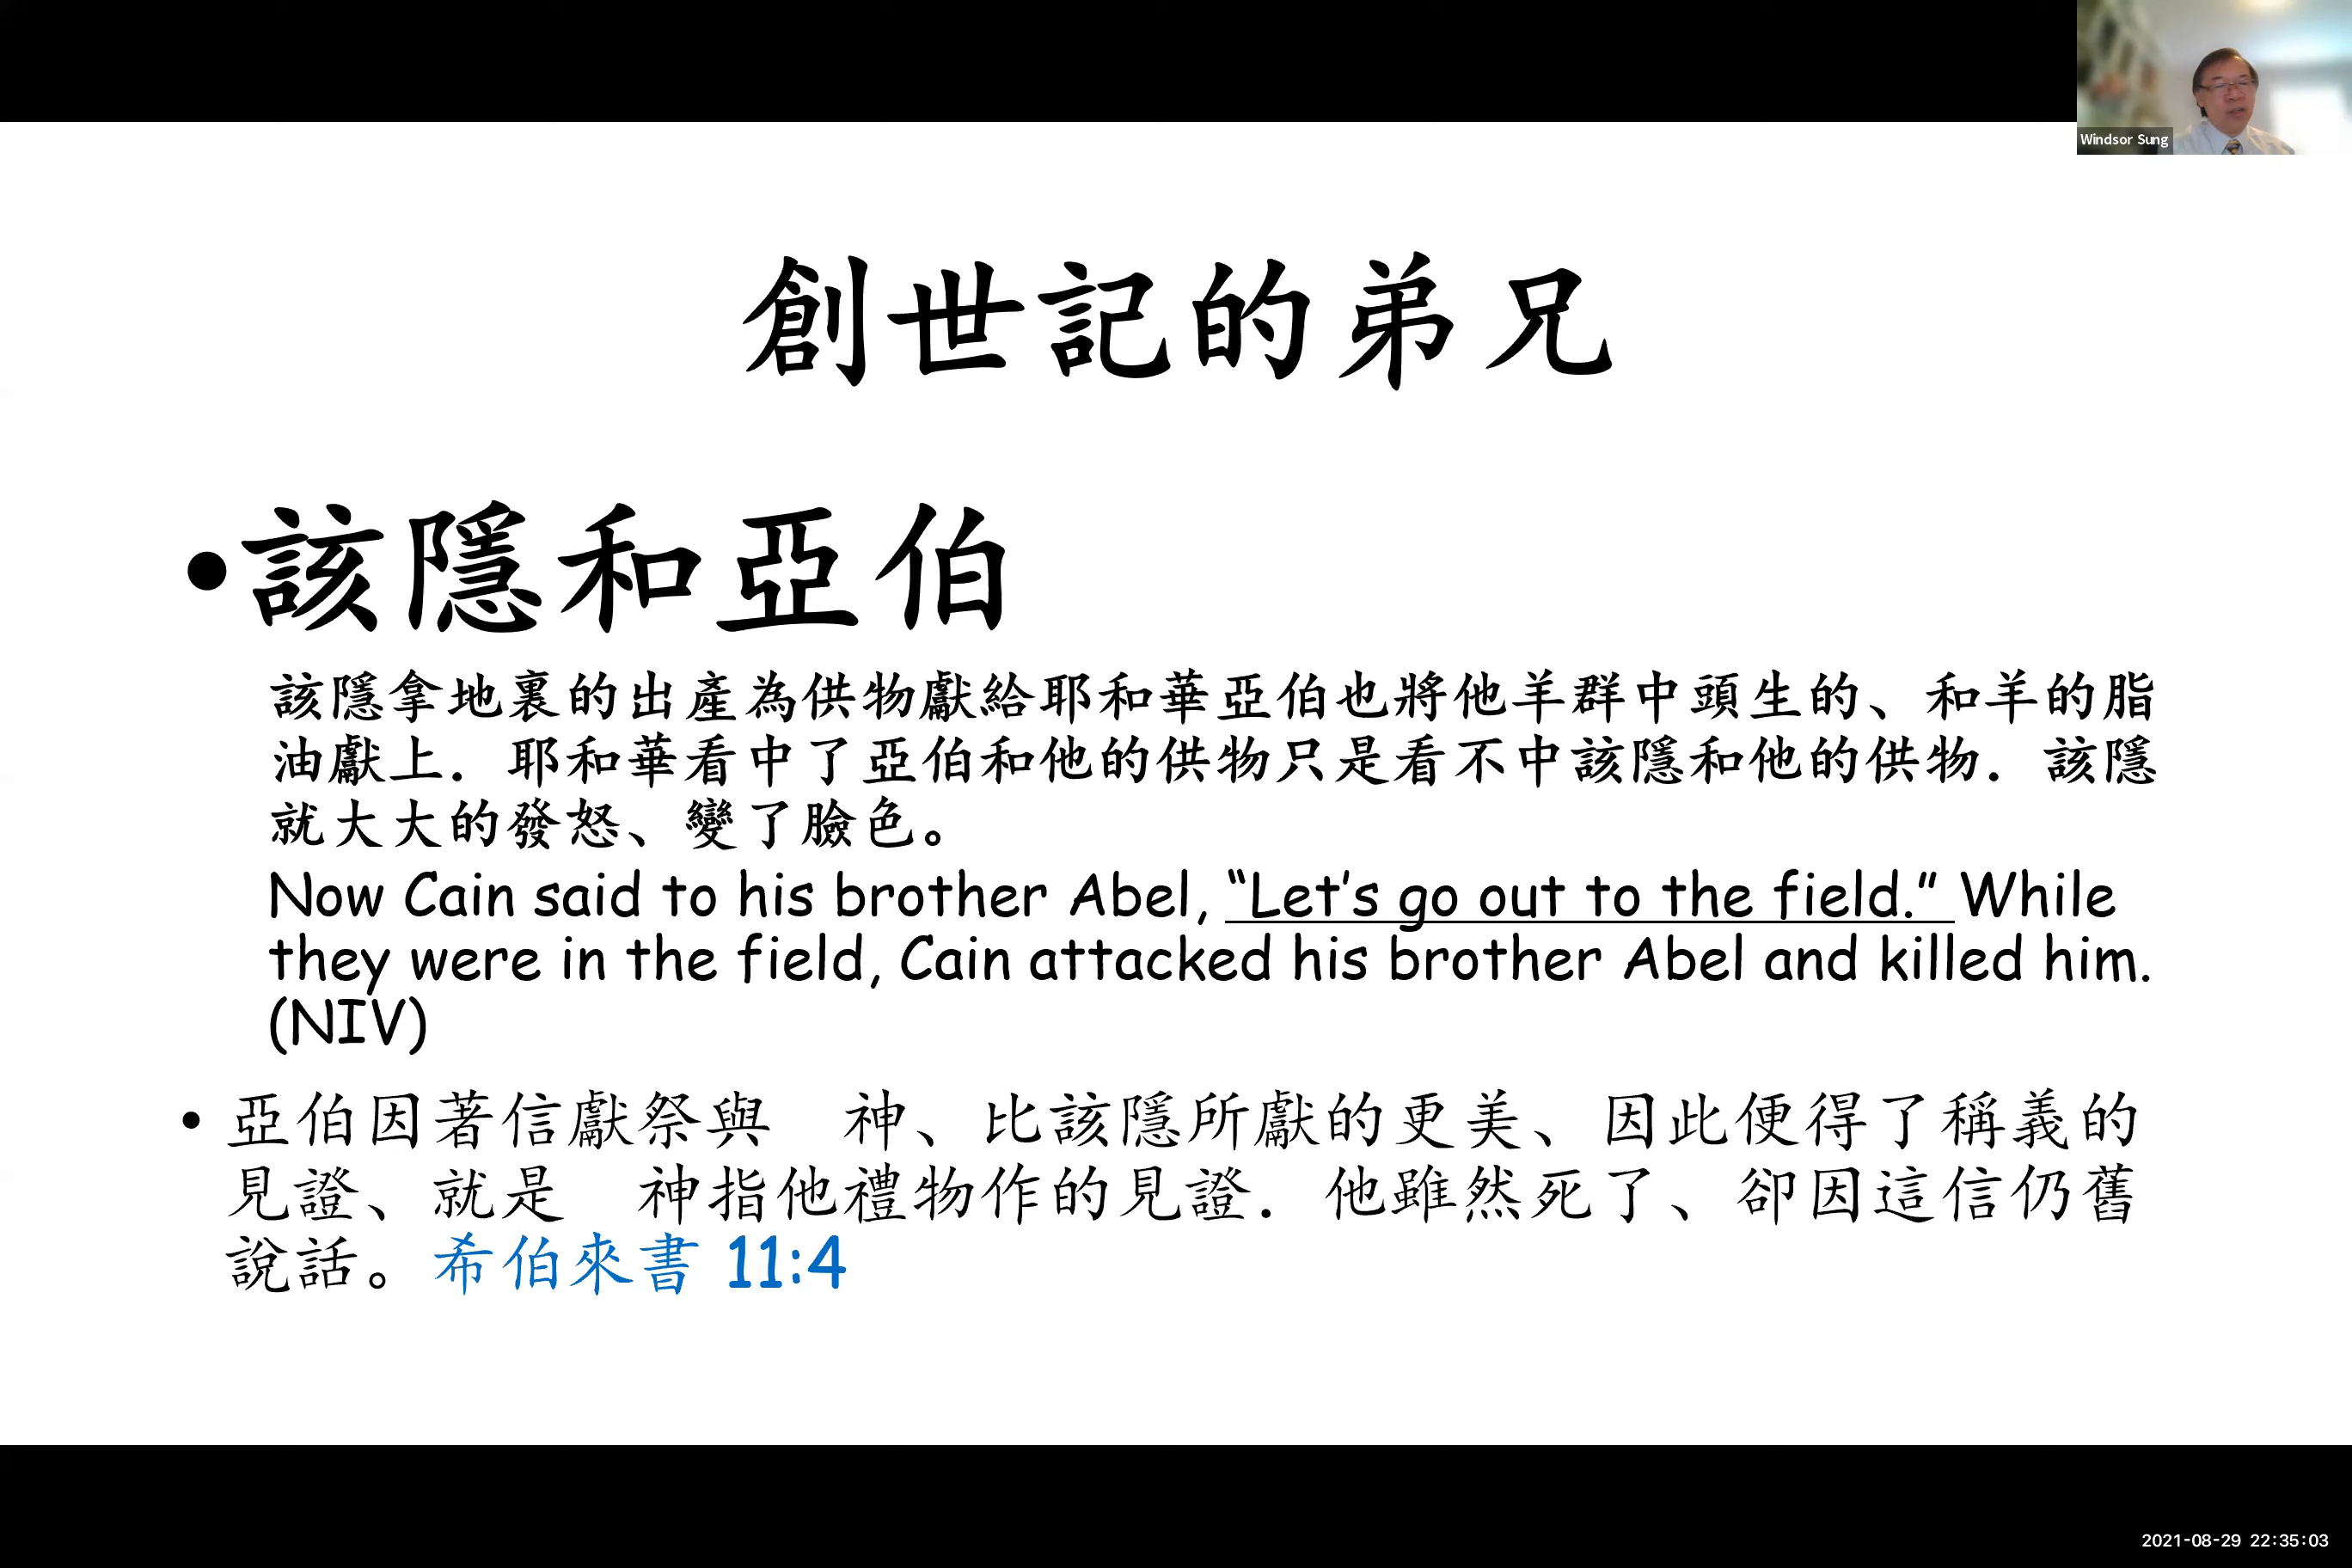 Windsor Sung
創世記的弟兄
•該隱和亞伯
該隱拿地裏的出產為供物獻給耶和華亞伯也將他羊群中頭生的、和羊的脂
油獻上．耶和華看中了亞伯和他的供物只是看不中該隱和他的供物．該隱
就大大的發怒、變了臉色。
Now Cain said to his brother Abel, “Let’s go out to the field.” While
they were in the field, Cain attacked his brother Abel and killed him.
(NIV)
• 亞伯因著信獻祭與　神、比該隱所獻的更美、因此便得了稱義的
見證、就是　神指他禮物作的見證．他雖然死了、卻因這信仍舊
說話。希伯來書 11:4
2021-08-29 22:35:03